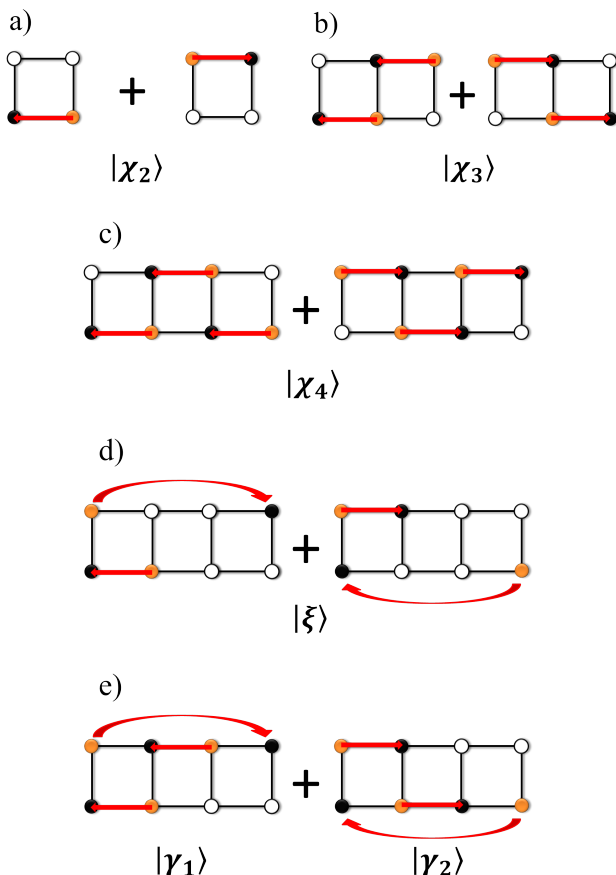 a)
b)
+
+
|χ₂⟩
|χ₃⟩
c)
+
|χ₄⟩
d)
+
|ξ⟩
e)
+
|γ₁⟩
|γ₂⟩